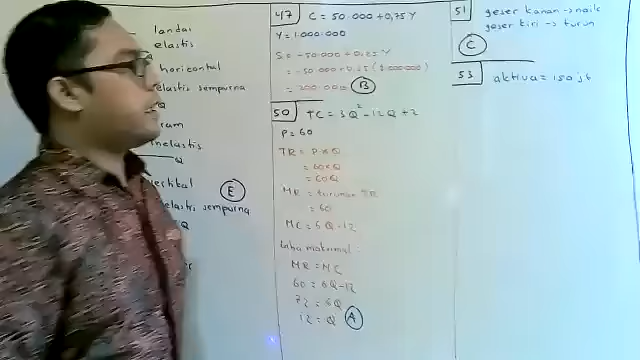 landai
elastis
Q
horizontal
elastis sempurna
Q
inelastis
Q
vertikal
E
inelastis sempurna
Q
47 C = 50.000 + 0,75Y
Y = 1.000.000
S = -50.000 + 0,25Y
= -50.000 + 0,25 (1.000.000)
= 200.000 B
50 TC = 3Q² - 12Q + 2
P = 60
TR = P × Q
= 60 × Q
= 60Q
MR = turunan TR
= 60
MC = 6Q - 12
Laba maksimal :
MR = MC
60 = 6Q - 12
72 = 6Q
12 = Q A
51 geser kanan → naik
geser kiri → turun
C
53 aktiva = 150 jt